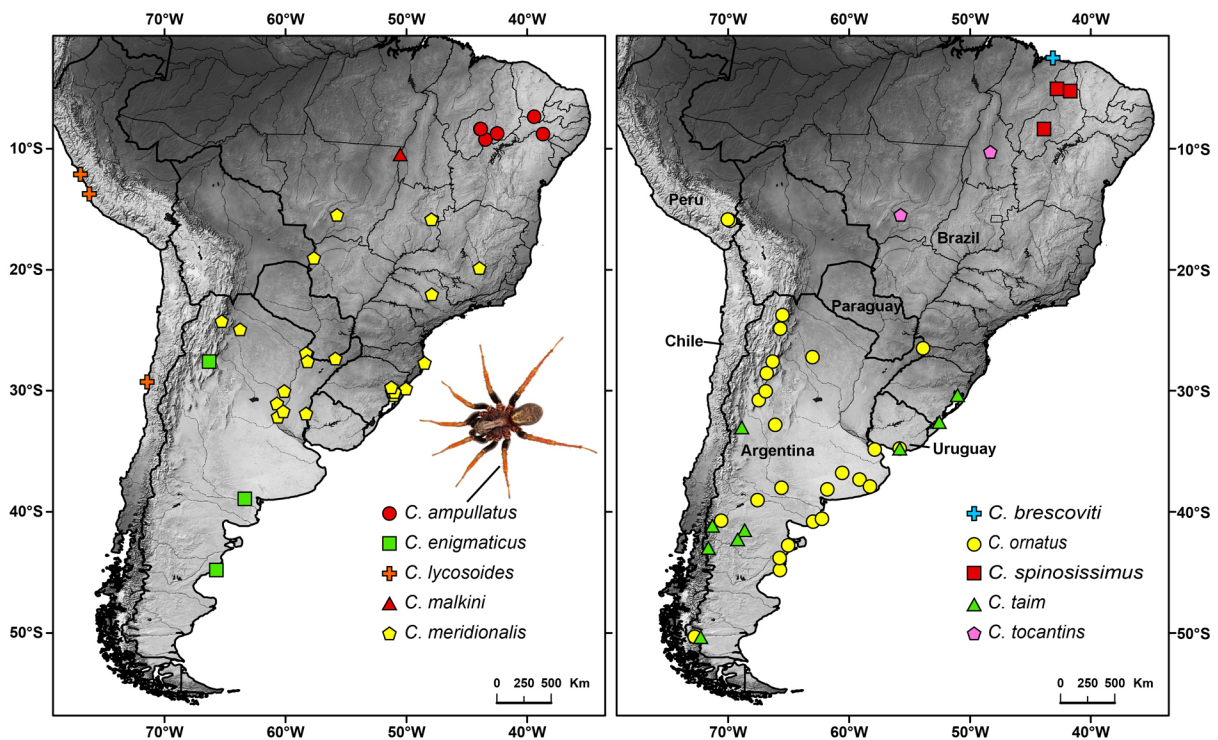 70°W 60°W 50°W 40°W 70°W 60°W 50°W 40°W
10°S 10°S
Peru
Brazil
20°S 20°S
Paraguay
Chile
30°S 30°S
Argentina Uruguay
40°S 40°S
C. ampullatus
C. enigmaticus
C. lycosoides
C. malkini
C. meridionalis
C. brescoviti
C. ornatus
C. spinosissimus
C. taim
C. tocantins
50°S 50°S
0 250 500 Km 0 250 500 Km
70°W 60°W 50°W 40°W 70°W 60°W 50°W 40°W